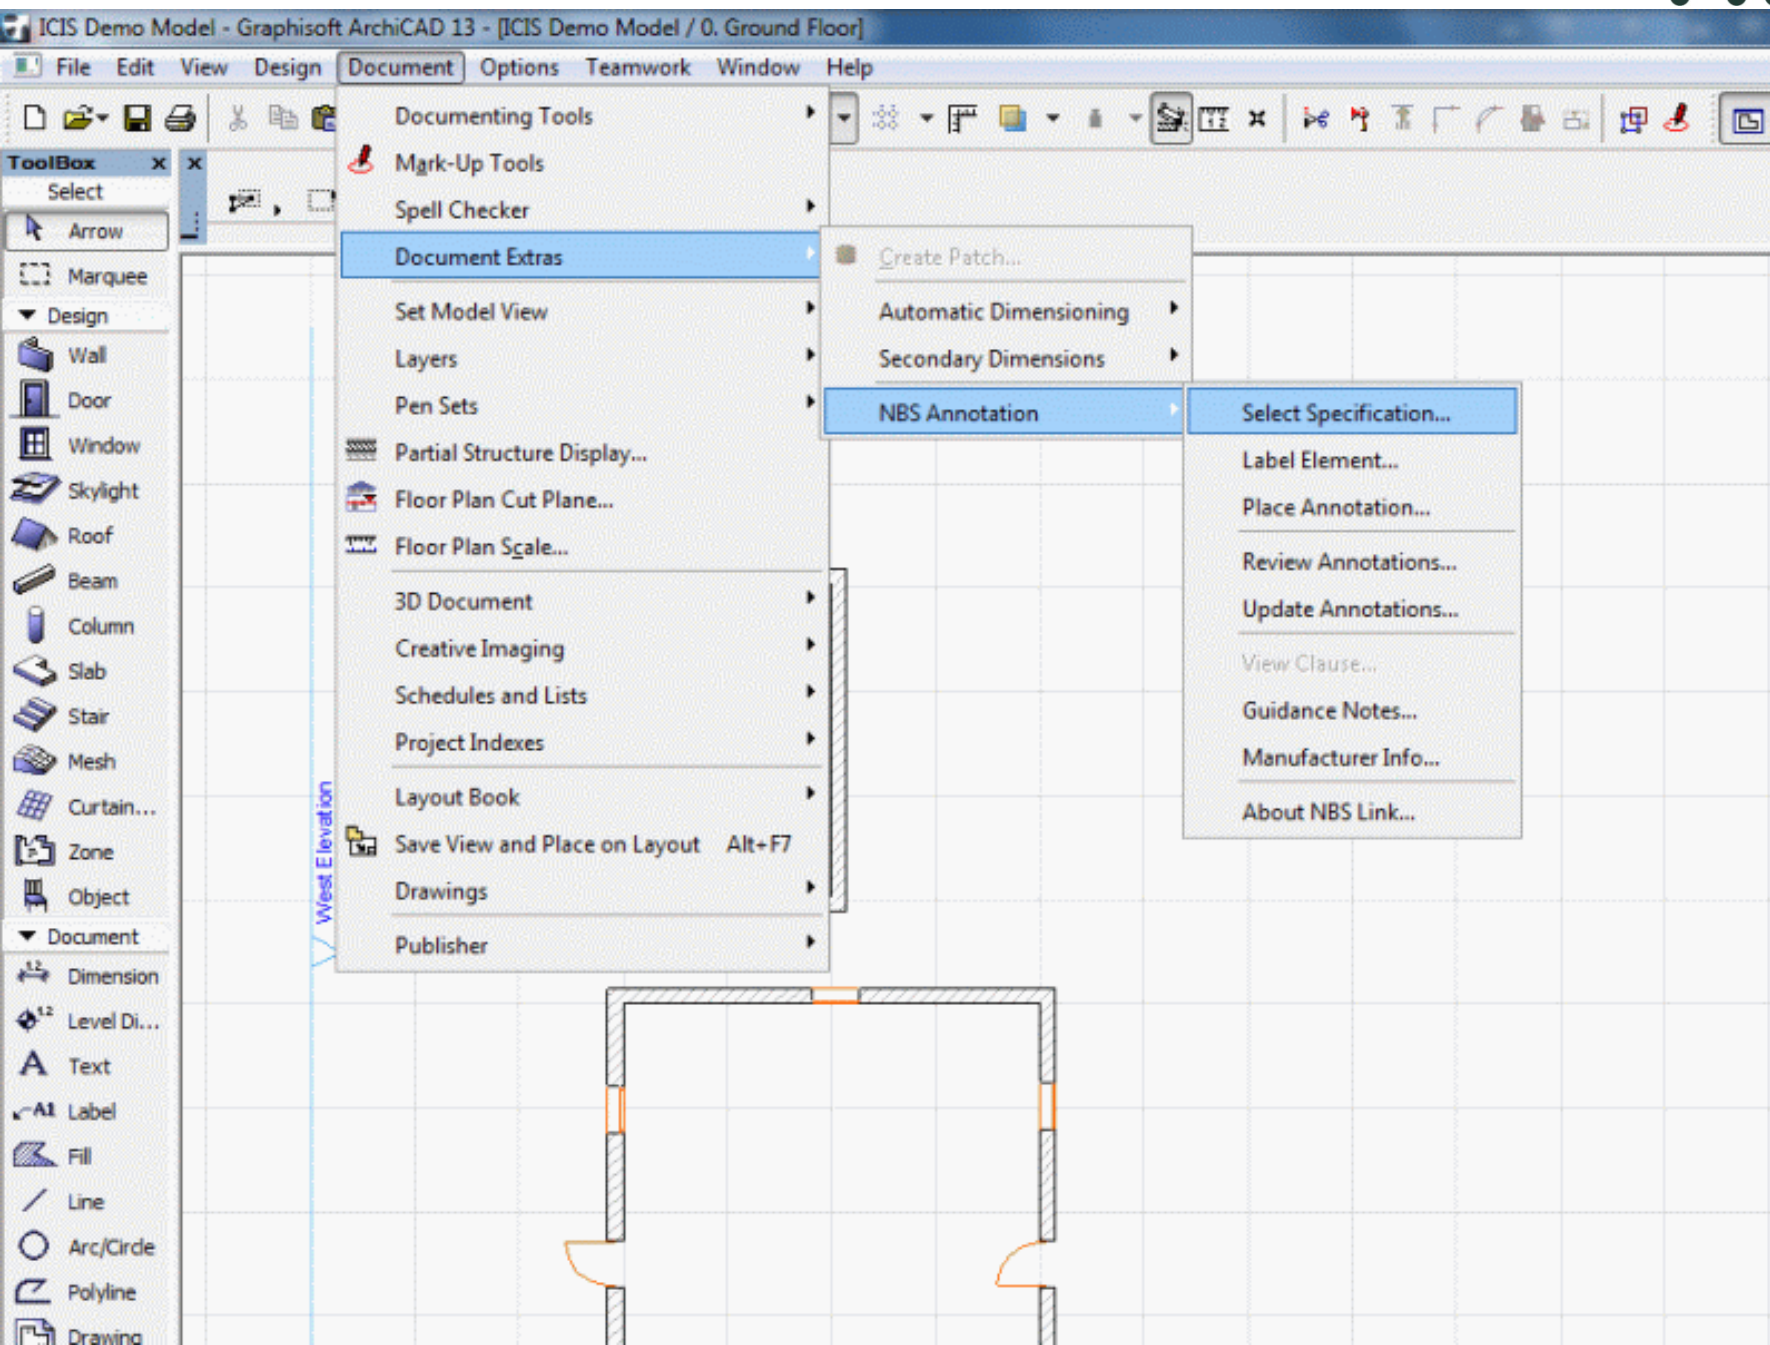 ICIS Demo Model - Graphisoft ArchiCAD 13 - [ICIS Demo Model / 0. Ground Floor]
File Edit View Design Document Options Teamwork Window Help
ToolBox
Select
Arrow
Marquee
Design
Wall
Door
Window
Skylight
Roof
Beam
Column
Slab
Stair
Mesh
Curtain...
Zone
Object
Document
Dimension
1.2 Level Di...
A Text
A1 Label
Fill
Line
Arc/Circle
Polyline
Drawing
Documenting Tools
Mark-Up Tools
Spell Checker
Document Extras
Set Model View
Layers
Pen Sets
Partial Structure Display...
Floor Plan Cut Plane...
Floor Plan Scale...
3D Document
Creative Imaging
Schedules and Lists
Project Indexes
Layout Book
Save View and Place on Layout Alt+F7
Drawings
Publisher
Create Patch...
Automatic Dimensioning
Secondary Dimensions
NBS Annotation
Select Specification...
Label Element...
Place Annotation...
Review Annotations...
Update Annotations...
View Clause...
Guidance Notes...
Manufacturer Info...
About NBS Link...
West Elevation